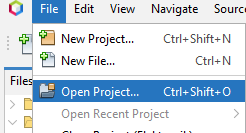 File Edit View Navigate Source
New Project... Ctrl+Shift+N
New File... Ctrl+N
Files
Open Project... Ctrl+Shift+O
Open Recent Project